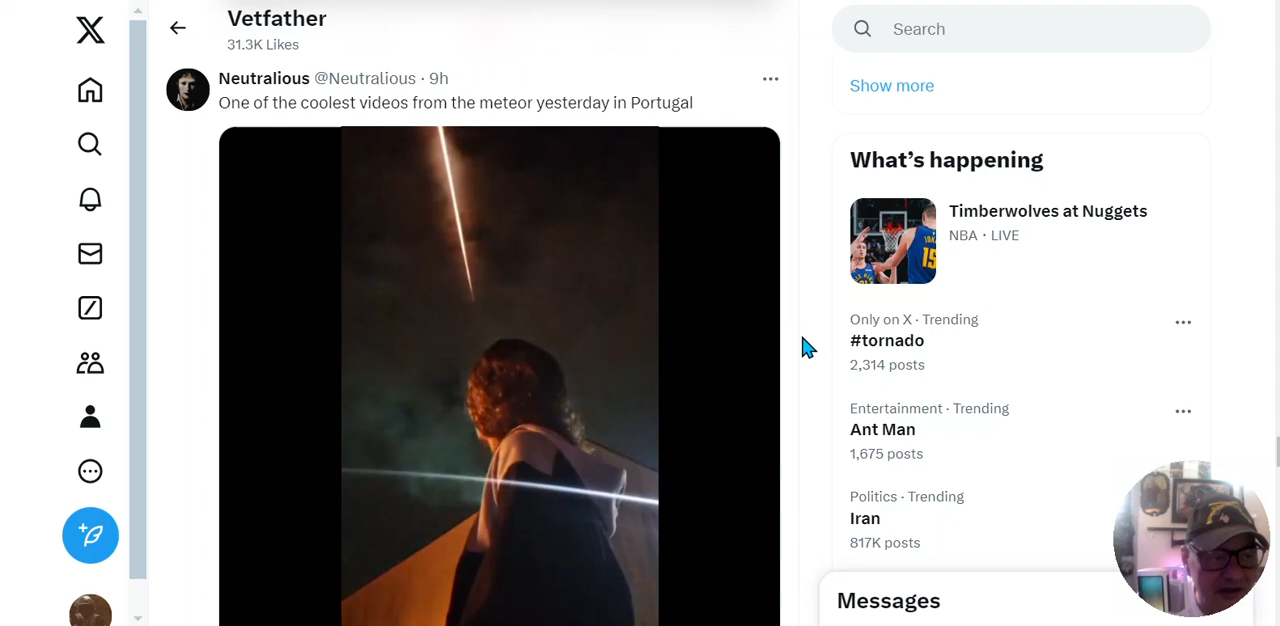 Vetfather
31.3K Likes
Neutralious @Neutralious · 9h
One of the coolest videos from the meteor yesterday in Portugal
Search
Show more
What's happening
Timberwolves at Nuggets
NBA · LIVE
Only on X · Trending
#tornado
2,314 posts
Entertainment · Trending
Ant Man
1,675 posts
Politics · Trending
Iran
817K posts
Messages